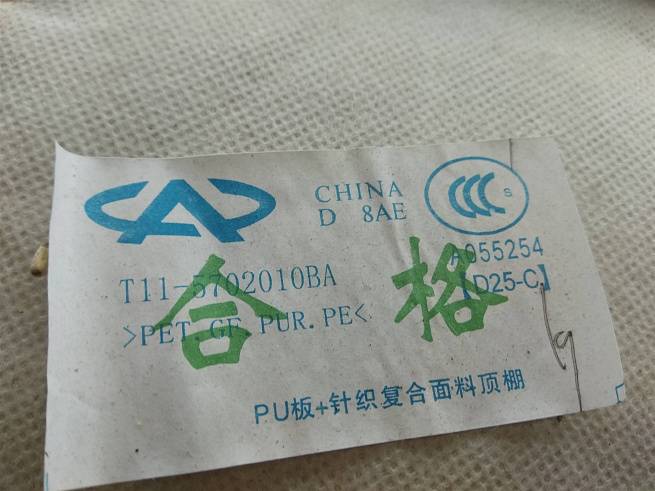 CHINA
D 8AE
CCC S
A055254
T11-5702010BA
【D25-C】
>PET.GF.PUR.PE<
合格
PU板+针织复合面料顶棚